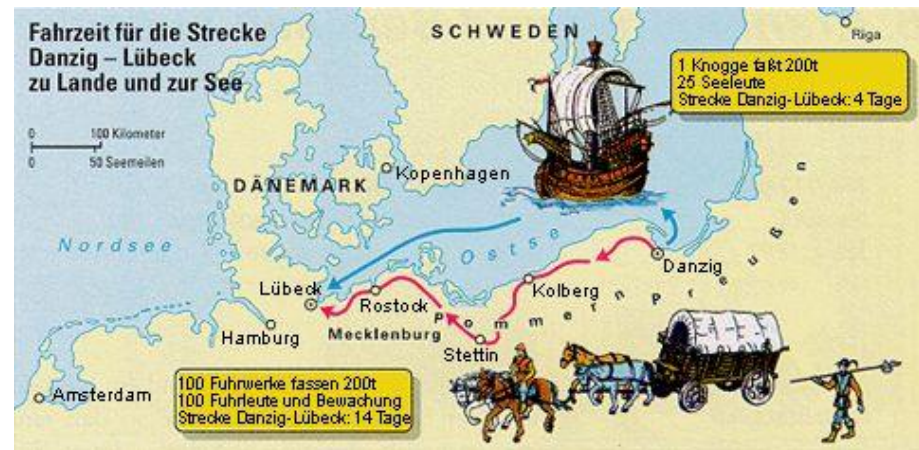 Fahrzeit für die Strecke
Danzig – Lübeck
zu Lande und zur See
0 100 Kilometer
0 50 Seemeilen
SCHWEDEN
Riga
1 Knogge faßt 200t
25 Seeleute
Strecke Danzig-Lübeck: 4 Tage
Kopenhagen
DÄNEMARK
Nordsee
Ostse
Danzig
Preußen
Lübeck
Kolberg
Rostock
Pommern
Hamburg
Mecklenburg
Stettin
Amsterdam
100 Fuhrwerke fassen 200t
100 Fuhrleute und Bewachung
Strecke Danzig-Lübeck: 14 Tage